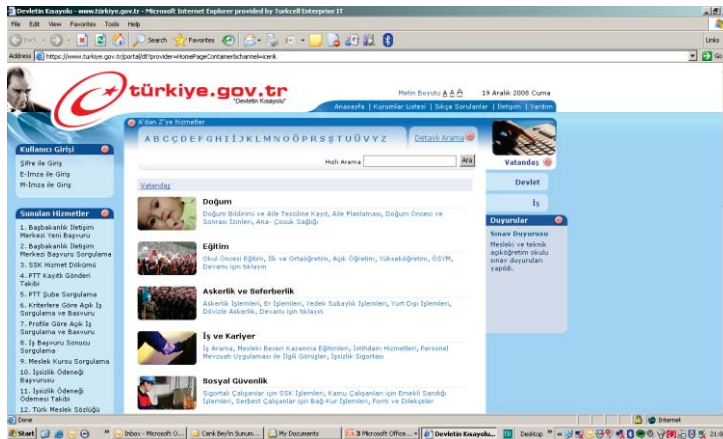 Devletin Kısayolu - www.türkiye.gov.tr - Microsoft Internet Explorer provided by Turkcell Enterprise IT
File Edit View Favorites Tools Help
Back Search Favorites
Links
Address https://www.turkiye.gov.tr/portal/dt?provider=HomePageContainer&channel=icerik Go
türkiye.gov.tr
"Devletin Kısayolu"
Metin Boyutu A A A 19 Aralık 2008 Cuma
Anasayfa | Kurumlar Listesi | Sıkça Sorulanlar | İletişim | Yardım
A'dan Z'ye hizmetler
A B C Ç D E F G H I İ J K L M N O Ö P R S Ş T U Ü V Y Z
Detaylı Arama
Hızlı Arama Ara
Kullanıcı Girişi
Şifre ile Giriş
E-İmza ile Giriş
M-İmza ile Giriş
Sunulan Hizmetler
1. Başbakanlık İletişim
Merkezi Yeni Başvuru
2. Başbakanlık İletişim
Merkezi Başvuru Sorgulama
3. SSK Hizmet Dökümü
4. PTT Kayıtlı Gönderi
Takibi
5. PTT Şube Sorgulama
6. Kriterlere Göre Açık İş
Sorgulama ve Başvuru
7. Profile Göre Açık İş
Sorgulama ve Basvuru
8. İş Başvuru Sonucu
Sorgulama
9. Meslek Kursu Sorgulama
10. İşsizlik Ödeneği
Başvurusu
11. İşsizlik Ödeneği
Ödemesi Takibi
12. Türk Meslek Sözlüğü
Vatandaş
Doğum
Doğum Bildirimi ve Aile Tescline Kayıt, Aile Planlaması, Doğum Öncesi ve
Sonrası İzinleri, Ana- Çocuk Sağlığı
Eğitim
Okul Öncesi Eğitim, İlk ve Ortaöğretim, Açık Öğretim, Yükseköğretim, ÖSYM,
Devamı için tıklayın
Askerlik ve Seferberlik
Askerlik İşlemleri, Er İşlemleri, Yedek Subaylık İşlemleri, Yurt Dışı İşlemleri,
Dövizle Askerlik, Devamı için tıklayın
İş ve Kariyer
İş Arama, Mesleki Beceri Kazanma Eğitimleri, İstihdam Hizmetleri, Personel
Mevzuatı Uygulaması ile İlgili Görüşler, İşsizlik Sigortası
Sosyal Güvenlik
Sigortalı Çalışanlar için SSK İşlemleri, Kamu Çalışanları için Emekli Sandığı
İşlemleri, Serbest Çalışanlar için Bağ-Kur İşlemleri, Form ve Dilekçeler
Vatandaş
Devlet
İş
Duyurular
Sınav Duyurusu
Mesleki ve teknik
açıköğretim okulu
sınav duyuruları
yapıldı.
Done Internet
Start Inbox - Microsoft O... Cenk Bey'in Sunum... My Documents 3 Microsoft Office... Devletin Kısayolu... Desktop